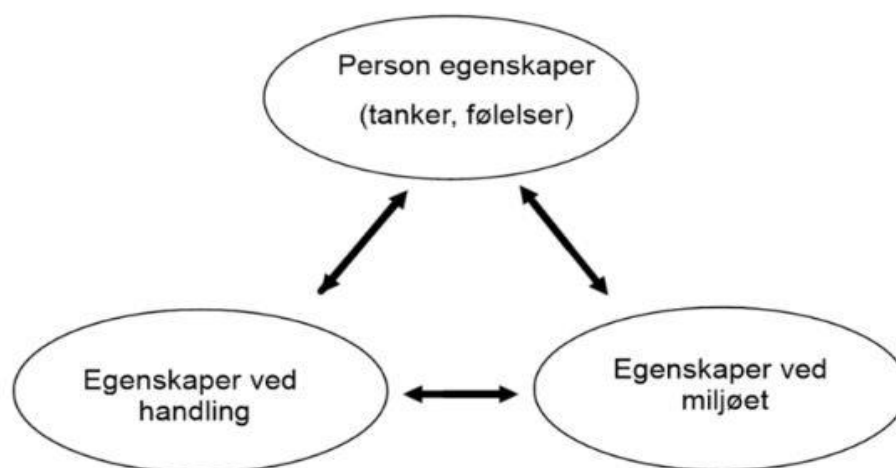 Person egenskaper
(tanker, følelser)
Egenskaper ved
handling
Egenskaper ved
miljøet